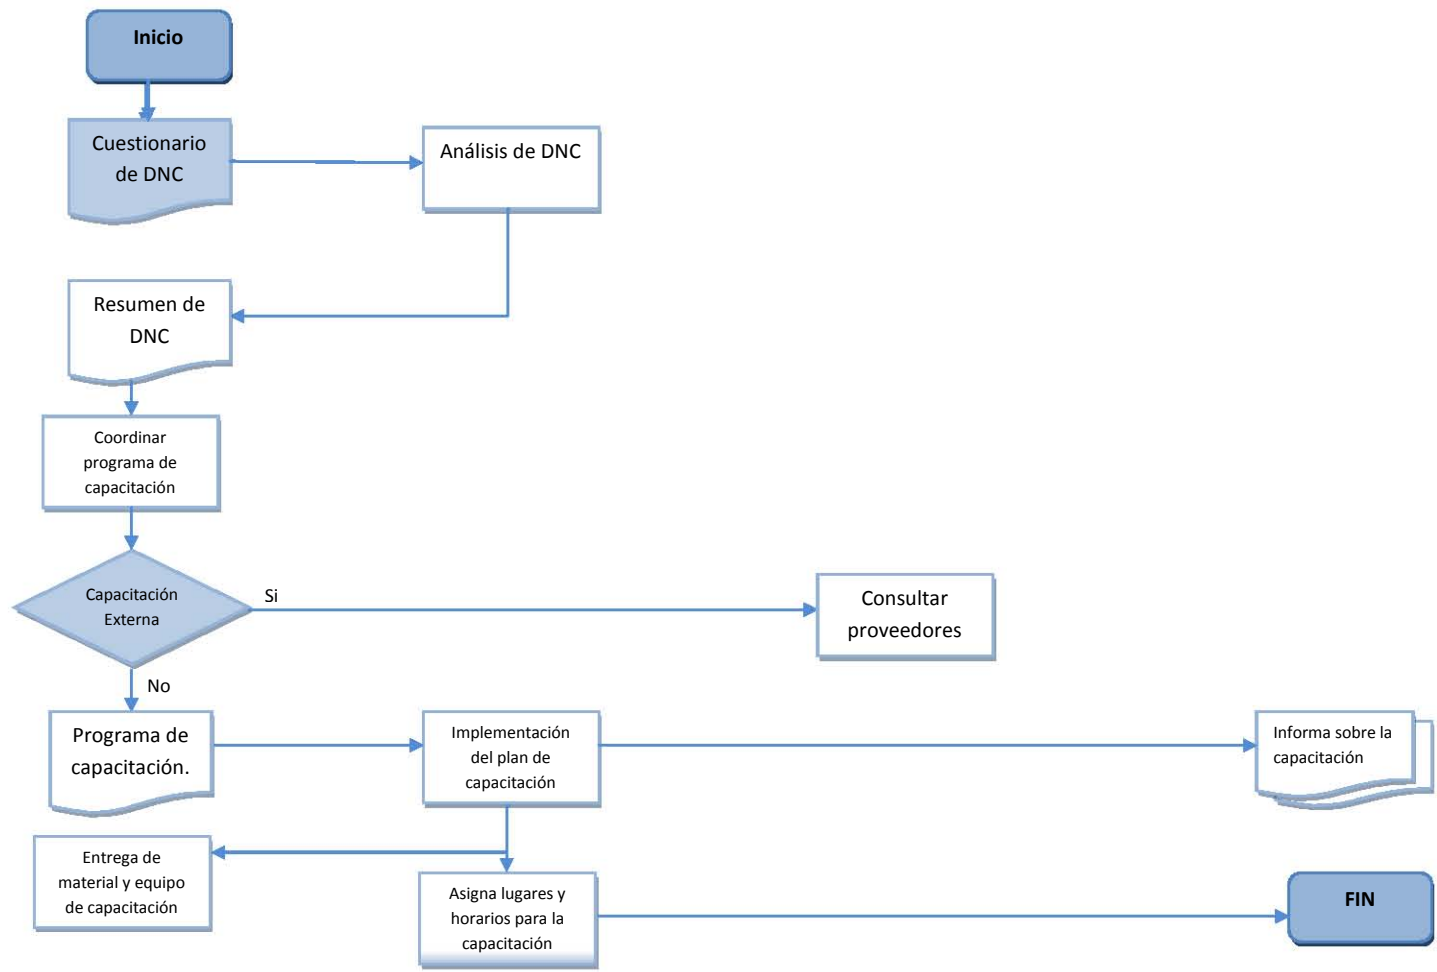 Inicio
Cuestionario
de DNC
Análisis de DNC
Resumen de
DNC
Coordinar
programa de
capacitación
Capacitación
Externa
Si
Consultar
proveedores
No
Programa de
capacitación.
Implementación
del plan de
capacitación
Informa sobre la
capacitación
Entrega de
material y equipo
de capacitación
Asigna lugares y
horarios para la
capacitación
FIN